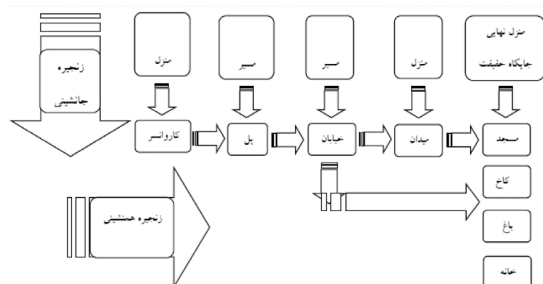 زنجیره
جانشینی
منزل
مسیر
مسیر
منزل
منزل نهایی
جایگاه حقیقت
کاروانسر
پل
خیابان
میدان
مسجد
کاخ
باغ
خانه
زنجیره همنشینی